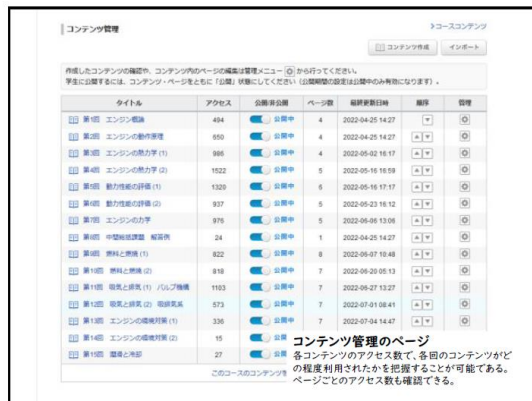 コンテンツ管理
コースコンテンツ
コンテンツ作成 インポート
作成したコンテンツの確認や、コンテンツ内のページの編集は管理メニュー から行ってください。
学生に公開するには、コンテンツ・ページをともに「公開」状態にしてください（公開期間の設定は公開中のみ有効になります）。
タイトル アクセス 公開/非公開 ページ数 最終更新日時 順序 管理
第1回 エンジン概論 494 公開中 4 2022-04-25 14:27
第2回 エンジンの動作原理 650 公開中 4 2022-04-25 14:27
第3回 エンジンの熱力学 (1) 986 公開中 4 2022-05-02 16:17
第4回 エンジンの熱力学 (2) 1522 公開中 5 2022-05-16 16:59
第5回 動力性能の評価 (1) 1320 公開中 6 2022-05-16 17:17
第6回 動力性能の評価 (2) 937 公開中 5 2022-05-23 16:12
第7回 エンジンの力学 976 公開中 5 2022-06-06 13:06
第8回 中間総括課題 解答例 24 公開中 1 2022-04-25 14:27
第9回 燃料と燃焼 (1) 822 公開中 8 2022-06-07 10:48
第10回 燃料と燃焼 (2) 818 公開中 7 2022-06-20 05:13
第11回 吸気と排気 (1) バルブ機構 1103 公開中 7 2022-06-27 13:27
第12回 吸気と排気 (2) 吸排気系 573 公開中 7 2022-07-01 08:41
第13回 エンジンの環境対策 (1) 336 公開中 7 2022-07-04 14:47
第14回 エンジンの環境対策 (2) 15
第15回 潤滑と冷却 27
このコースのコンテンツを
コンテンツ管理のページ
各コンテンツのアクセス数で、各回のコンテンツがど
の程度利用されたかを把握することが可能である。
ページごとのアクセス数も確認できる。